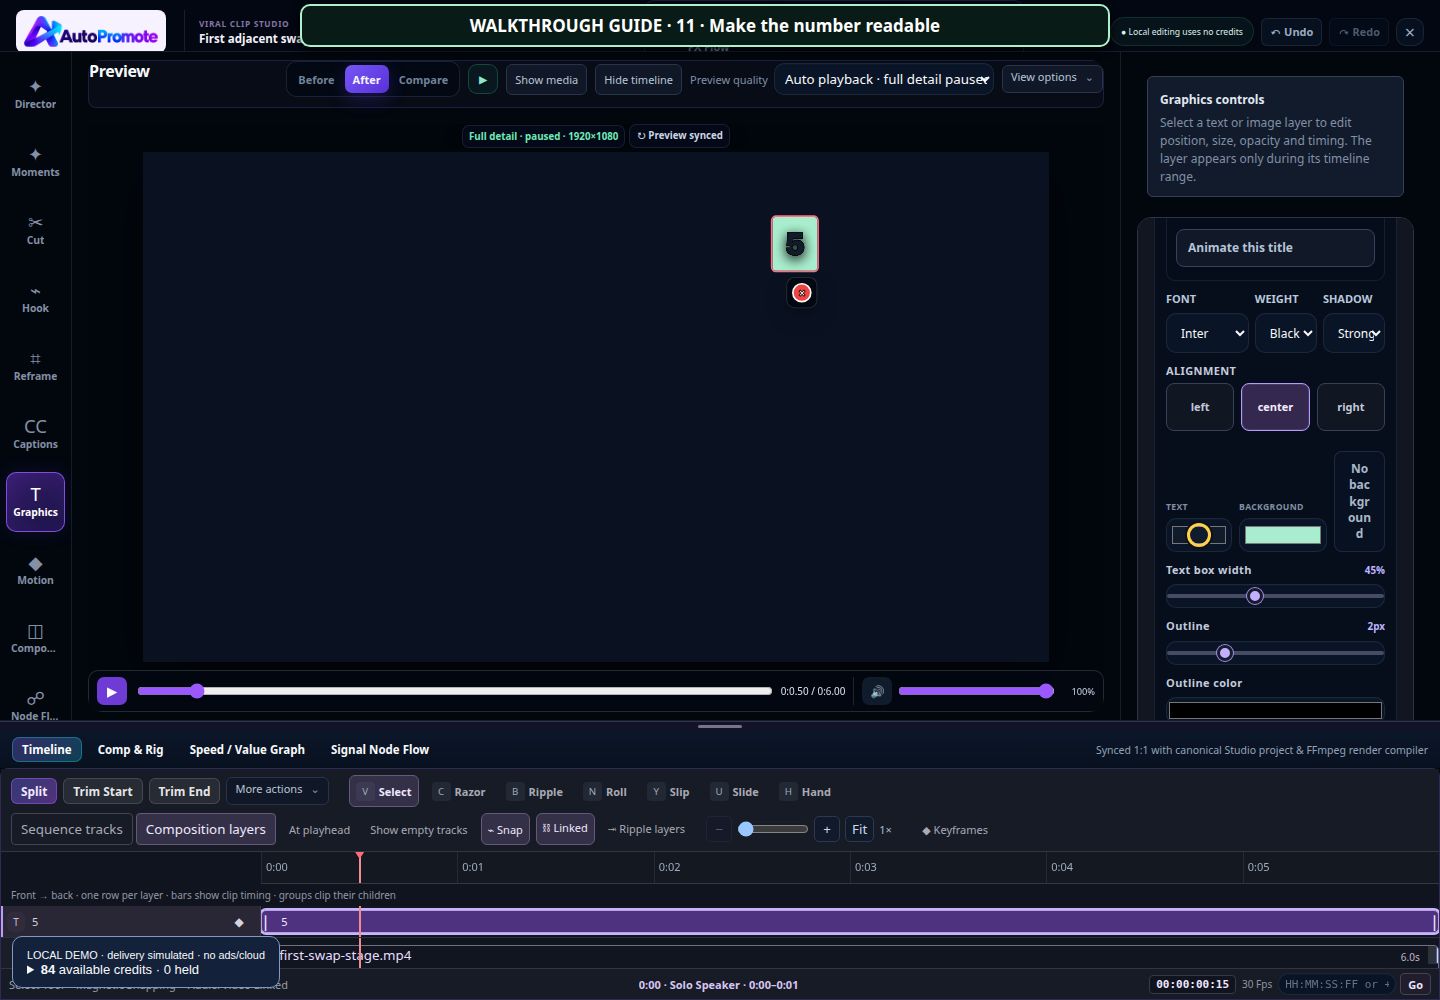 AutoPromote
VIRAL CLIP STUDIO
First adjacent swa
WALKTHROUGH GUIDE · 11 · Make the number readable
● Local editing uses no credits
↶ Undo
↷ Redo
✕
Director
Moments
Cut
Hook
Reframe
CC
Captions
T
Graphics
Motion
Compo...
Node Fl...
Preview
Before
After
Compare
Show media
Hide timeline
Preview quality
Auto playback · full detail paused
View options
Full detail · paused · 1920×1080
↻ Preview synced
5
Graphics controls
Select a text or image layer to edit
position, size, opacity and timing. The
layer appears only during its timeline
range.
Animate this title
FONT
WEIGHT
SHADOW
Inter
Black
Strong
ALIGNMENT
left
center
right
TEXT
BACKGROUND
No
bac
kgr
oun
d
Text box width
45%
Outline
2px
Outline color
0:0.50 / 0:6.00
100%
Timeline
Comp & Rig
Speed / Value Graph
Signal Node Flow
Synced 1:1 with canonical Studio project & FFmpeg render compiler
Split
Trim Start
Trim End
More actions
V Select
C Razor
B Ripple
N Roll
Y Slip
U Slide
H Hand
Sequence tracks
Composition layers
At playhead
Show empty tracks
Snap
Linked
Ripple layers
−
+
Fit
1×
◆ Keyframes
0:00
0:01
0:02
0:03
0:04
0:05
Front → back · one row per layer · bars show clip timing · groups clip their children
T 5
5
first-swap-stage.mp4
6.0s
LOCAL DEMO · delivery simulated · no ads/cloud
▶ 84 available credits · 0 held
0:00 · Solo Speaker · 0:00–0:01
00:00:00:15
30 Fps
HH:MM:SS:FF or +
Go